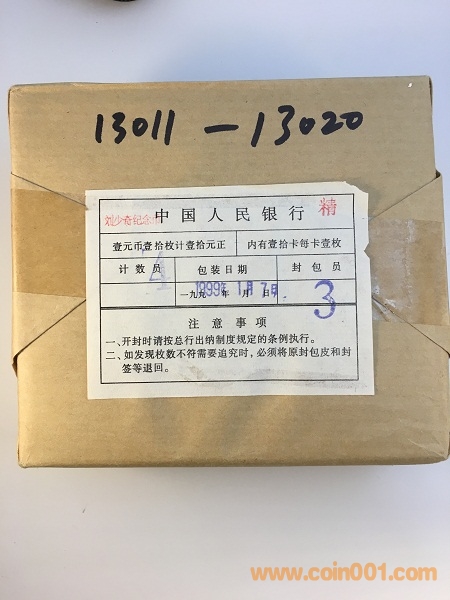 13011 — 13020
刘少奇纪念币 中国人民银行 精
壹元币壹拾枚计壹拾元正 内有壹拾卡每卡壹枚
计数员 包装日期 封包员
4 一九九 年 月 日 3
1999年 1月 7日.
注意事项
一、开封时请按总行出纳制度规定的条例执行。
二、如发现枚数不符需要追究时,必须将原封包皮和封
签等退回。
www.coin001.com